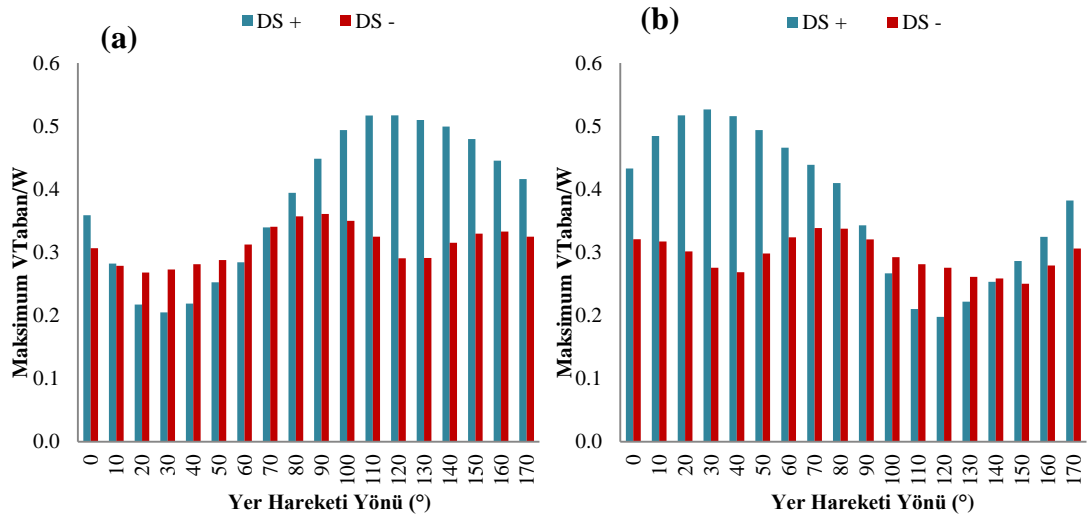 (a)
DS +
DS -
Maksimum VTaban/W
0.6
0.5
0.4
0.3
0.2
0.1
0.0
0 10 20 30 40 50 60 70 80 90 100 110 120 130 140 150 160 170
Yer Hareketi Yönü (°)
(b)
DS +
DS -
Maksimum VTaban/W
0.6
0.5
0.4
0.3
0.2
0.1
0.0
0 10 20 30 40 50 60 70 80 90 100 110 120 130 140 150 160 170
Yer Hareketi Yönü (°)